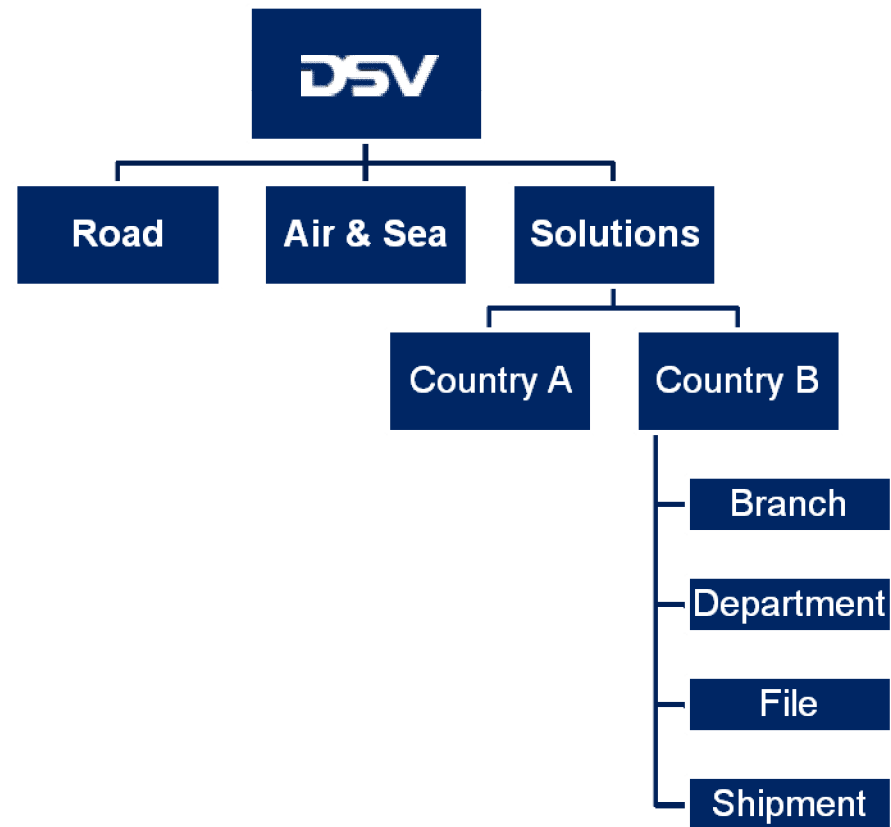 DSV
Road
Air & Sea
Solutions
Country A
Country B
Branch
Department
File
Shipment